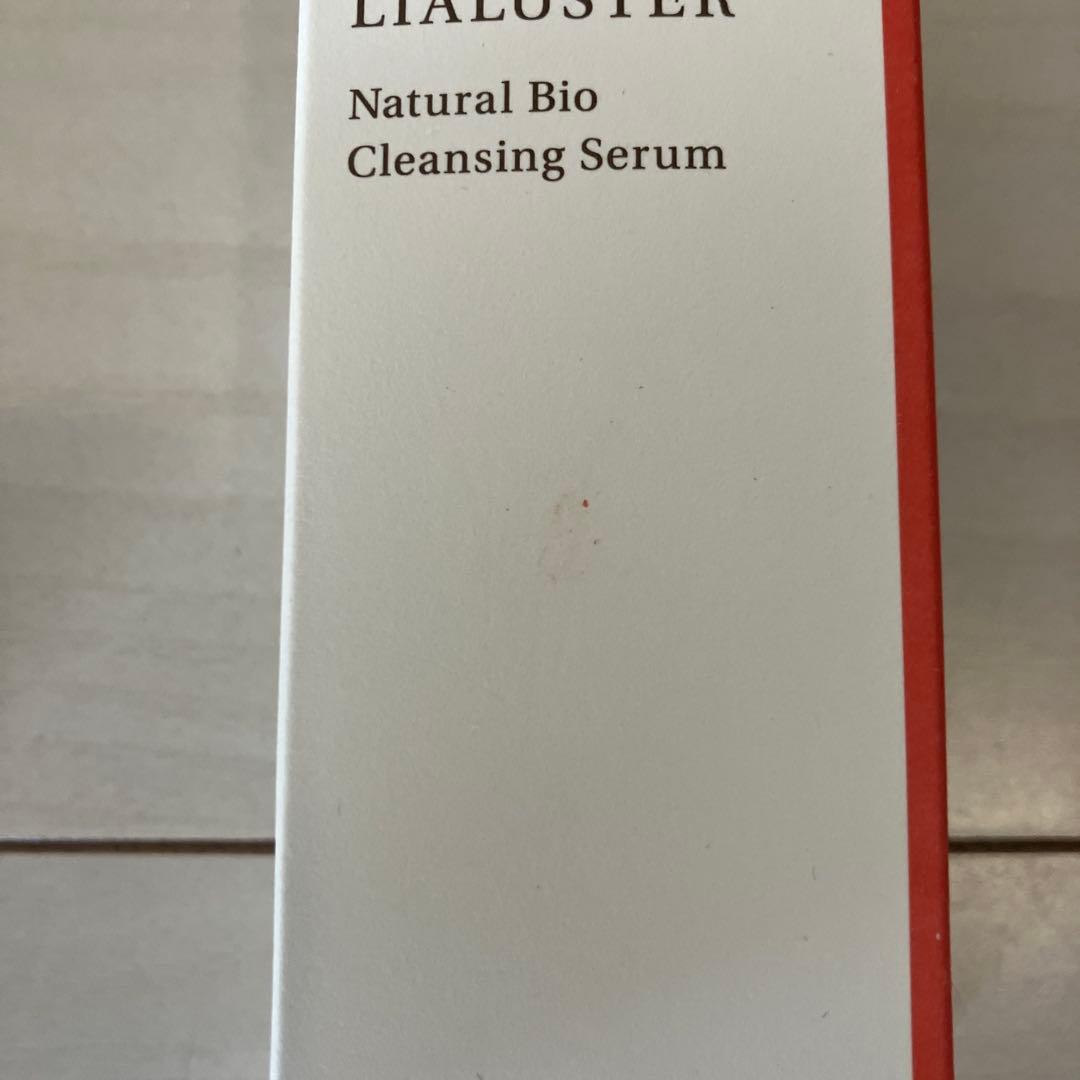 LIALUSTER
Natural Bio
Cleansing Serum